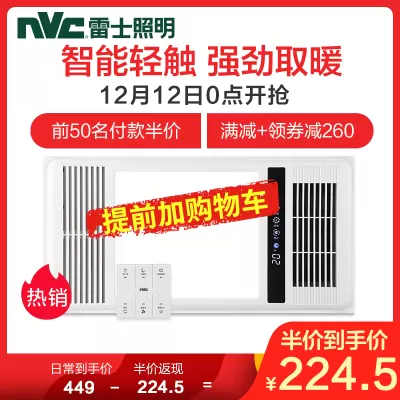 NVC®雷士照明
智能轻触 强劲取暖
12月12日0点开抢
前50名付款半价 满减+领券减260
提前加购物车
20
热销
半价到手价
¥224.5
日常到手价 半价返现
449 - 224.5 =